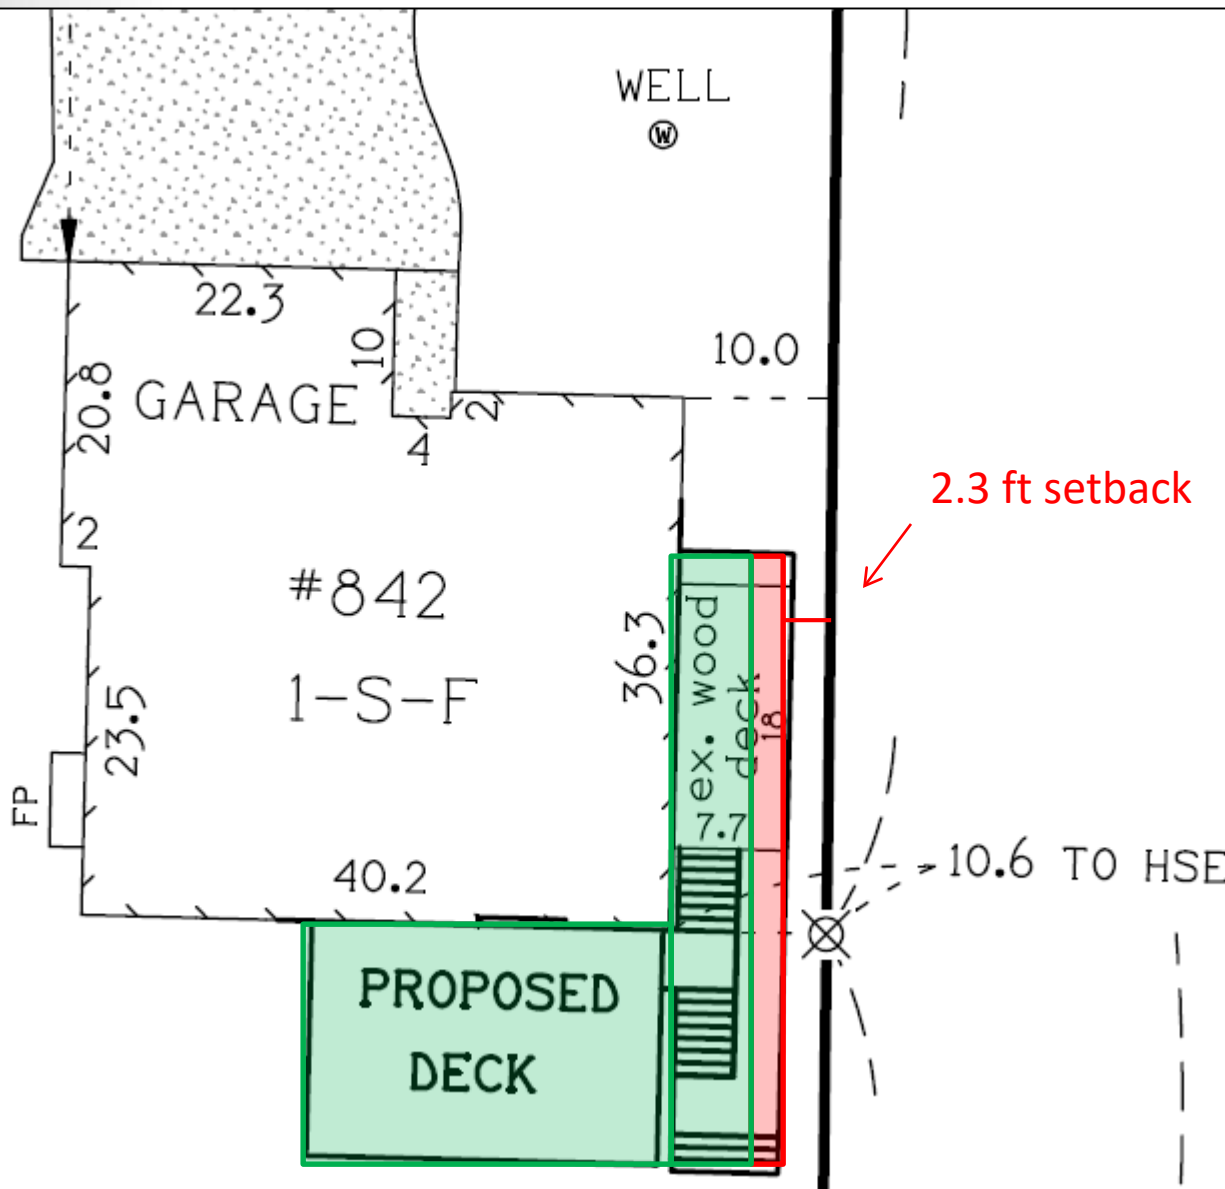 WELL
W
22.3
10
10.0
20.8
GARAGE
2
4
2.3 ft setback
2
#842
36.3
ex. wood
deck
18
1-S-F
23.5
FP
7.7
40.2
10.6 TO HSE
PROPOSED
DECK